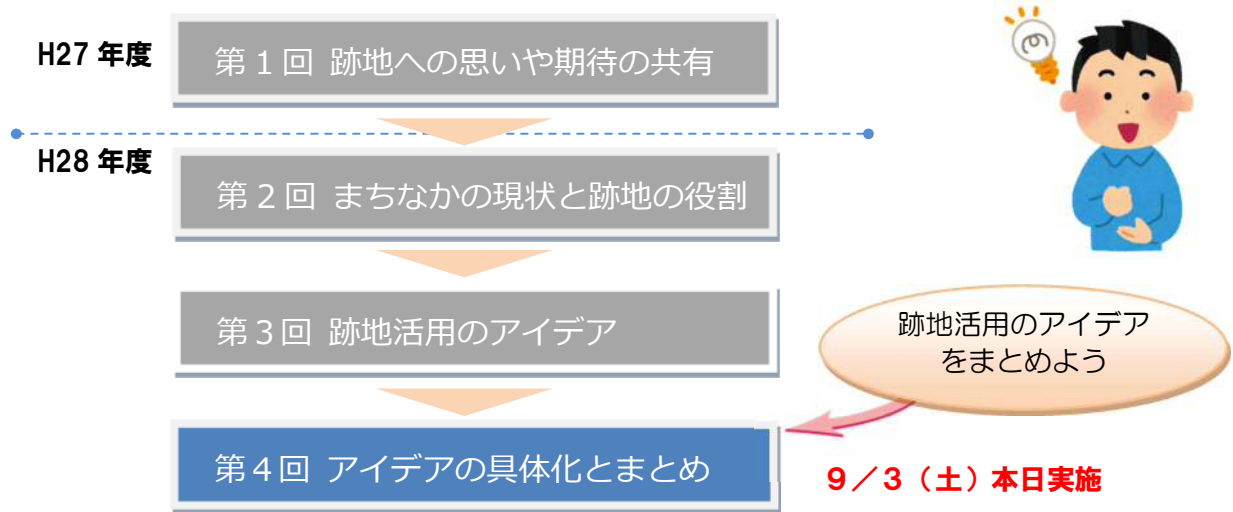 H27 年度
第1回 跡地への思いや期待の共有
H28 年度
第2回 まちなかの現状と跡地の役割
第3回 跡地活用のアイデア
跡地活用のアイデア
をまとめよう
第4回 アイデアの具体化とまとめ
9/3(土)本日実施